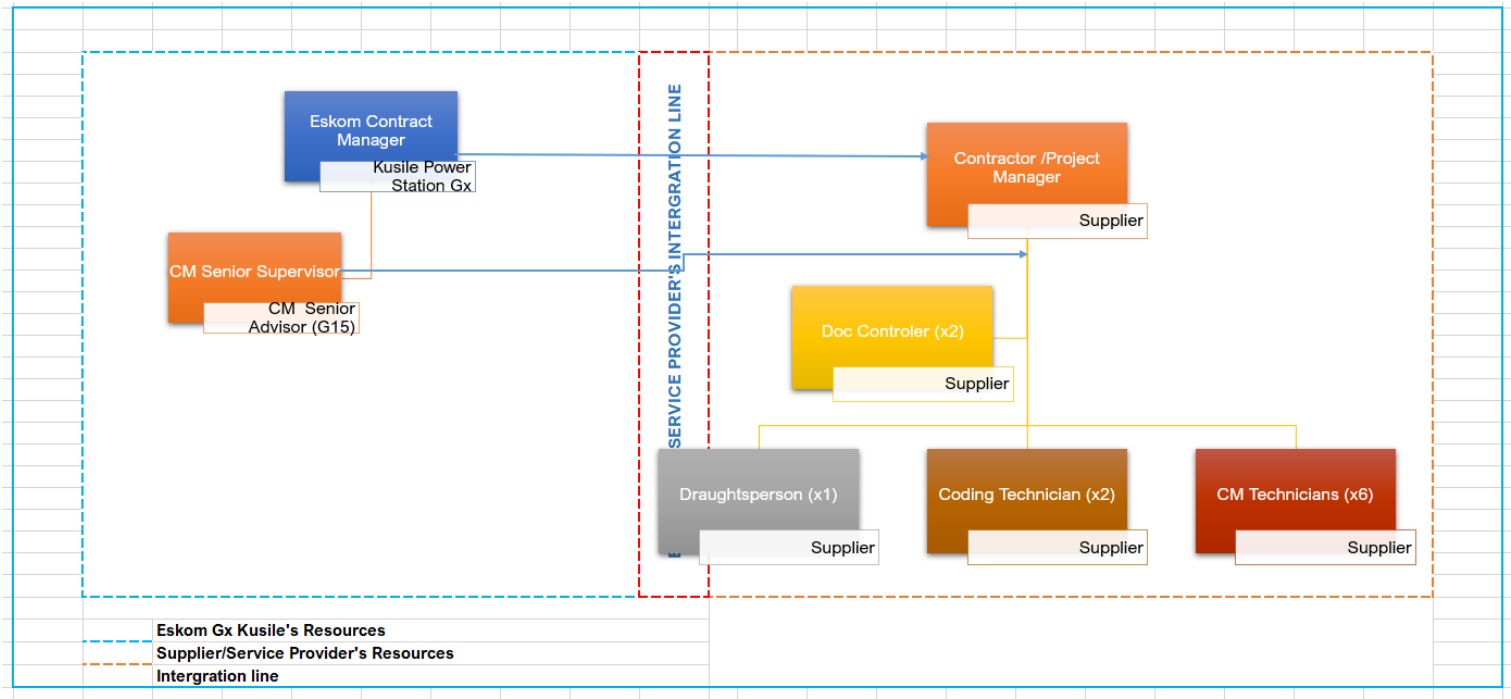 Eskom Contract
Manager
Kusile Power
Station Gx
CM Senior Supervisor
CM  Senior
Advisor (G15)
SERVICE PROVIDER'S INTERGRATION LINE
Contractor /Project
Manager
Supplier
Doc Controler (x2)
Supplier
Draughtsperson (x1)
Supplier
Coding Technician (x2)
Supplier
CM Technicians (x6)
Supplier
Eskom Gx Kusile's Resources
Supplier/Service Provider's Resources
Intergration line